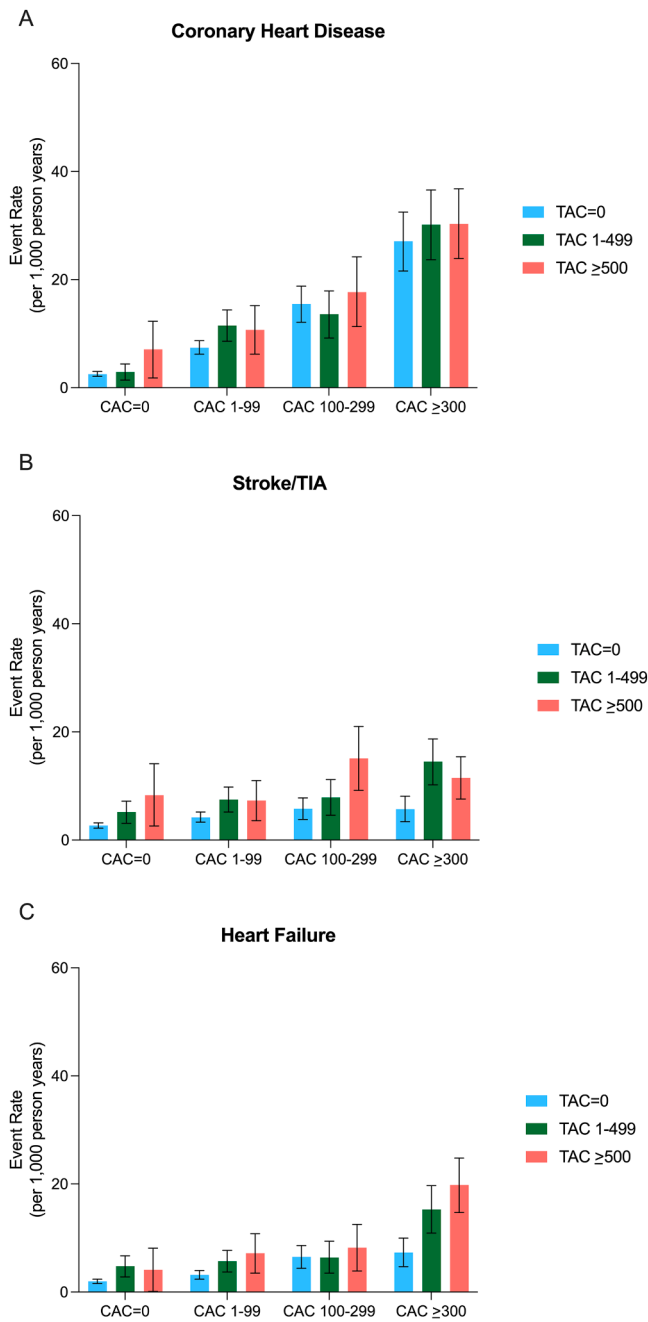 A
Coronary Heart Disease
60
40
20
0
Event Rate
(per 1,000 person years)
CAC=0
CAC 1-99
CAC 100-299
CAC ≥300
TAC=0
TAC 1-499
TAC ≥500
B
Stroke/TIA
60
40
20
0
Event Rate
(per 1,000 person years)
CAC=0
CAC 1-99
CAC 100-299
CAC ≥300
TAC=0
TAC 1-499
TAC ≥500
C
Heart Failure
60
40
20
0
Event Rate
(per 1,000 person years)
CAC=0
CAC 1-99
CAC 100-299
CAC ≥300
TAC=0
TAC 1-499
TAC ≥500